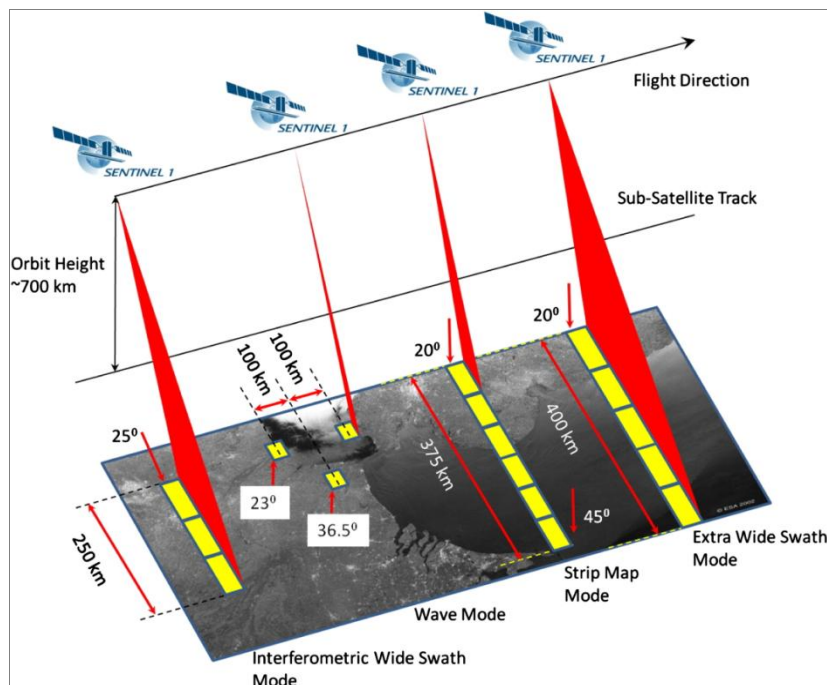 SENTINEL 1
SENTINEL 1
SENTINEL 1
SENTINEL 1
Flight Direction
Sub-Satellite Track
Orbit Height
~700 km
100 km
100 km
20⁰
20⁰
25⁰
375 km
400 km
23⁰
36.5⁰
45⁰
250 km
© ESA 2002
Extra Wide Swath
Mode
Strip Map
Mode
Wave Mode
Interferometric Wide Swath
Mode